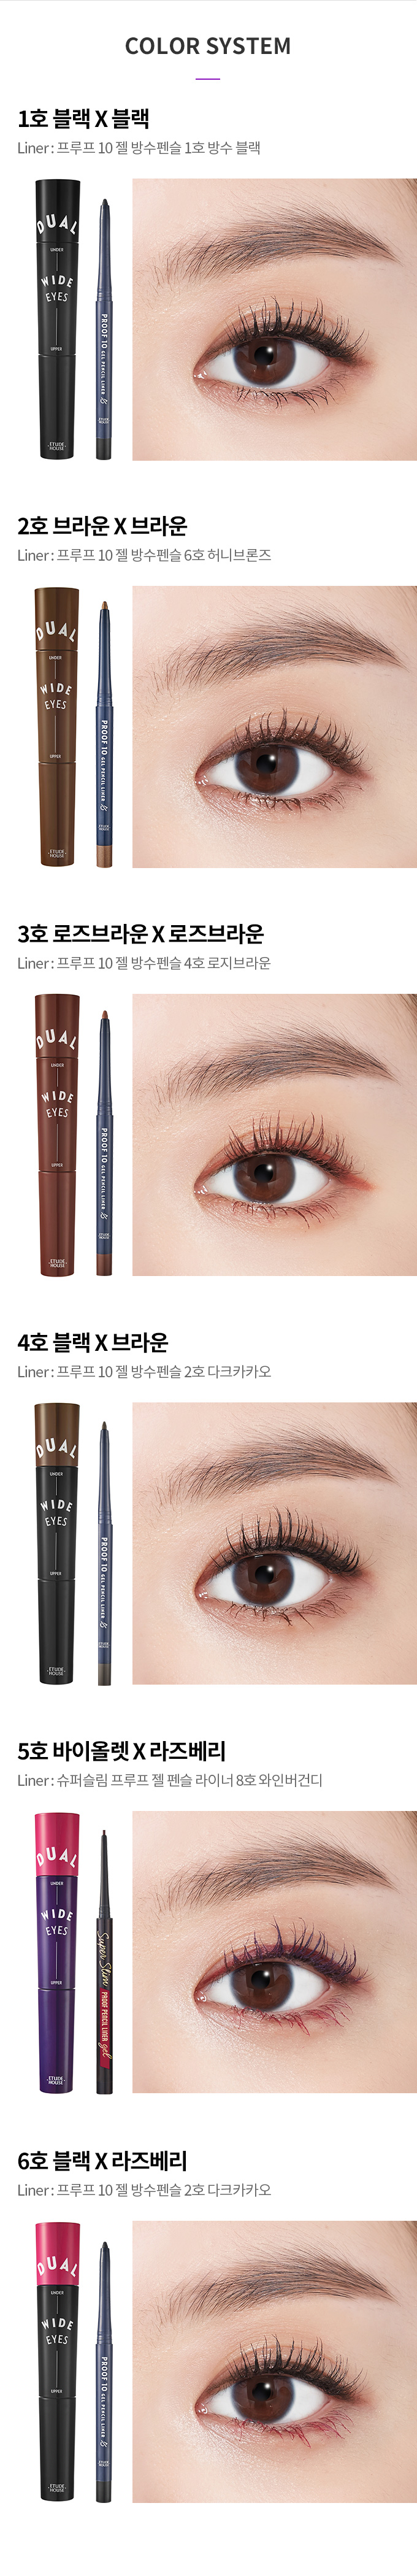 COLOR SYSTEM
1호 블랙 X 블랙
Liner : 프루프 10 젤 방수펜슬 1호 방수 블랙
DUAL
UNDER
WIDE
EYES
UPPER
ETUDE
HOUSE
PROOF 10 GEL PENCIL LINER
ETUDE
HOUSE
2호 브라운 X 브라운
Liner : 프루프 10 젤 방수펜슬 6호 허니브론즈
DUAL
UNDER
WIDE
EYES
UPPER
ETUDE
HOUSE
PROOF 10 GEL PENCIL LINER
ETUDE
HOUSE
3호 로즈브라운 X 로즈브라운
Liner : 프루프 10 젤 방수펜슬 4호 로지브라운
DUAL
UNDER
WIDE
EYES
UPPER
ETUDE
HOUSE
PROOF 10 GEL PENCIL LINER
ETUDE
HOUSE
4호 블랙 X 브라운
Liner : 프루프 10 젤 방수펜슬 2호 다크카카오
DUAL
UNDER
WIDE
EYES
UPPER
ETUDE
HOUSE
PROOF 10 GEL PENCIL LINER
ETUDE
HOUSE
5호 바이올렛 X 라즈베리
Liner : 슈퍼슬림 프루프 젤 펜슬 라이너 8호 와인버건디
DUAL
UNDER
WIDE
EYES
UPPER
ETUDE
HOUSE
Super Slim
PROOF PENCIL LINER gel
6호 블랙 X 라즈베리
Liner : 프루프 10 젤 방수펜슬 2호 다크카카오
DUAL
UNDER
WIDE
EYES
UPPER
ETUDE
HOUSE
PROOF 10 GEL PENCIL LINER
ETUDE
HOUSE